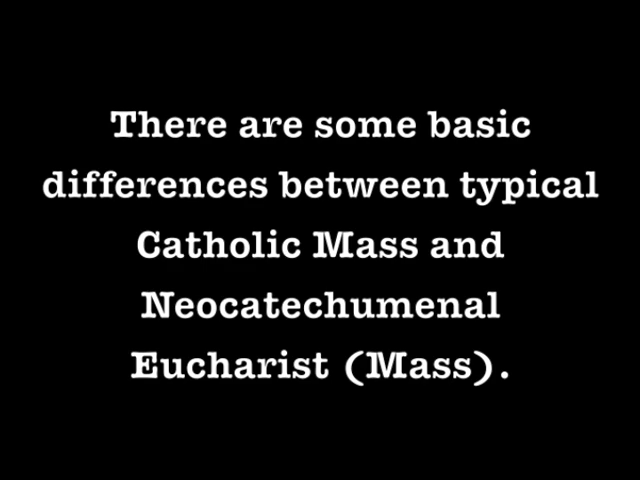 There are some basic
differences between typical
Catholic Mass and
Neocatechumenal
Eucharist (Mass).